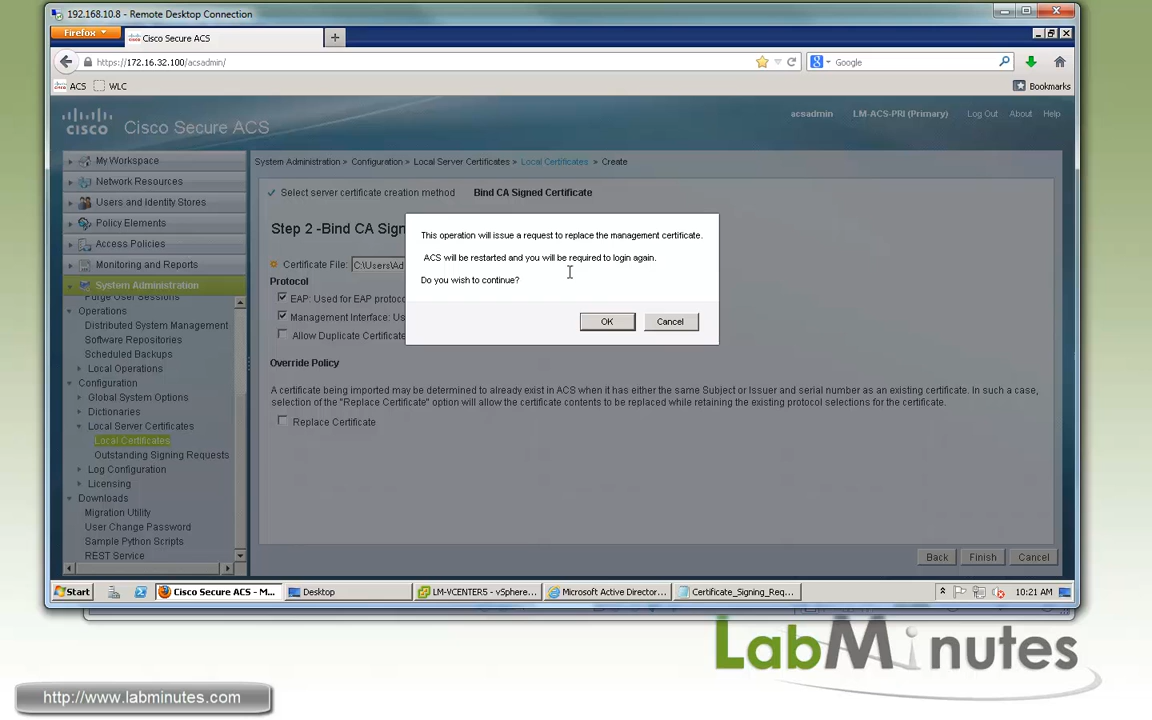 192.168.10.8 - Remote Desktop Connection
Firefox
Cisco Secure ACS
https://172.16.32.100/acsadmin/
Google
ACS
WLC
Bookmarks
CISCO
Cisco Secure ACS
acsadmin
LM-ACS-PRI (Primary)
Log Out
About
Help
My Workspace
Network Resources
Users and Identity Stores
Policy Elements
Access Policies
Monitoring and Reports
System Administration
Purge User Sessions
Operations
Distributed System Management
Software Repositories
Scheduled Backups
Local Operations
Configuration
Global System Options
Dictionaries
Local Server Certificates
Local Certificates
Outstanding Signing Requests
Log Configuration
Licensing
Downloads
Migration Utility
User Change Password
Sample Python Scripts
REST Service
System Administration > Configuration > Local Server Certificates > Local Certificates > Create
Select server certificate creation method
Bind CA Signed Certificate
Step 2 -Bind CA Sign
Certificate File:
C:\Users\Ad
Protocol
EAP: Used for EAP protoco
Management Interface: Us
Allow Duplicate Certificate
This operation will issue a request to replace the management certificate.
ACS will be restarted and you will be required to login again.
Do you wish to continue?
OK
Cancel
Override Policy
A certificate being imported may be determined to already exist in ACS when it has either the same Subject or Issuer and serial number as an existing certificate. In such a case,
selection of the "Replace Certificate" option will allow the certificate contents to be replaced while retaining the existing protocol selections for the certificate.
Replace Certificate
Back
Finish
Cancel
Start
Cisco Secure ACS - M...
Desktop
LM-VCENTER5 - vSphere...
Microsoft Active Director...
Certificate_Signing_Req...
10:21 AM
LabMinutes
http://www.labminutes.com